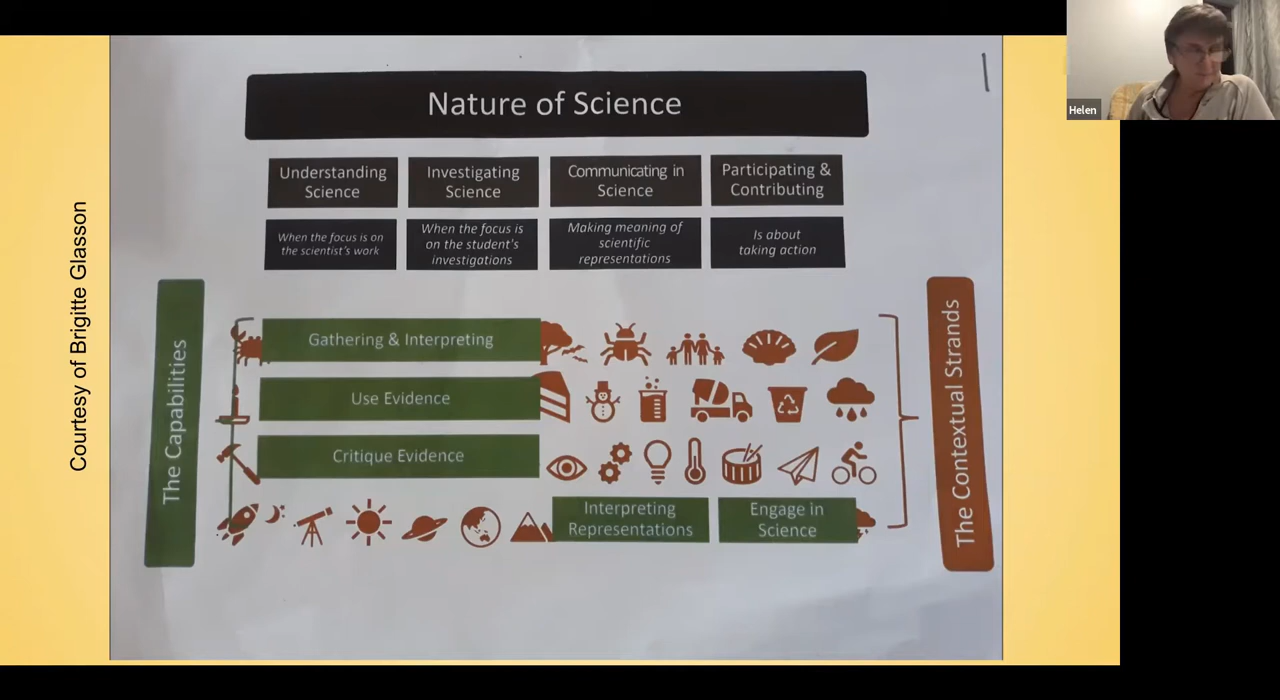 Helen
Courtesy of Brigitte Glasson
Nature of Science
Understanding
Science
Investigating
Science
Communicating in
Science
Participating &
Contributing
When the focus is on
the scientist's work
When the focus is
on the student's
investigations
Making meaning of
scientific
representations
Is about
taking action
The Capabilities
Gathering & Interpreting
Use Evidence
Critique Evidence
Interpreting
Representations
Engage in
Science
The Contextual Strands